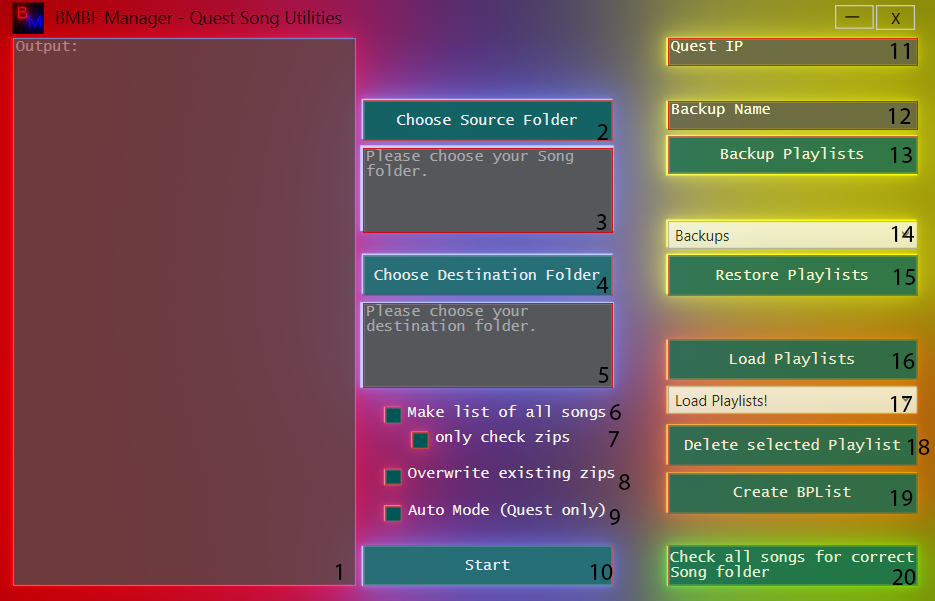 BM BMBF Manager - Quest Song Utilities — X
Output:
1
Choose Source Folder 2
Please choose your Song
folder.
3
Choose Destination Folder 4
Please choose your
destination folder.
5
Make list of all songs 6
only check zips 7
Overwrite existing zips 8
Auto Mode (Quest only) 9
Start 10
Quest IP 11
Backup Name 12
Backup Playlists 13
Backups 14
Restore Playlists 15
Load Playlists 16
Load Playlists! 17
Delete selected Playlist 18
Create BPList 19
Check all songs for correct
Song folder 20